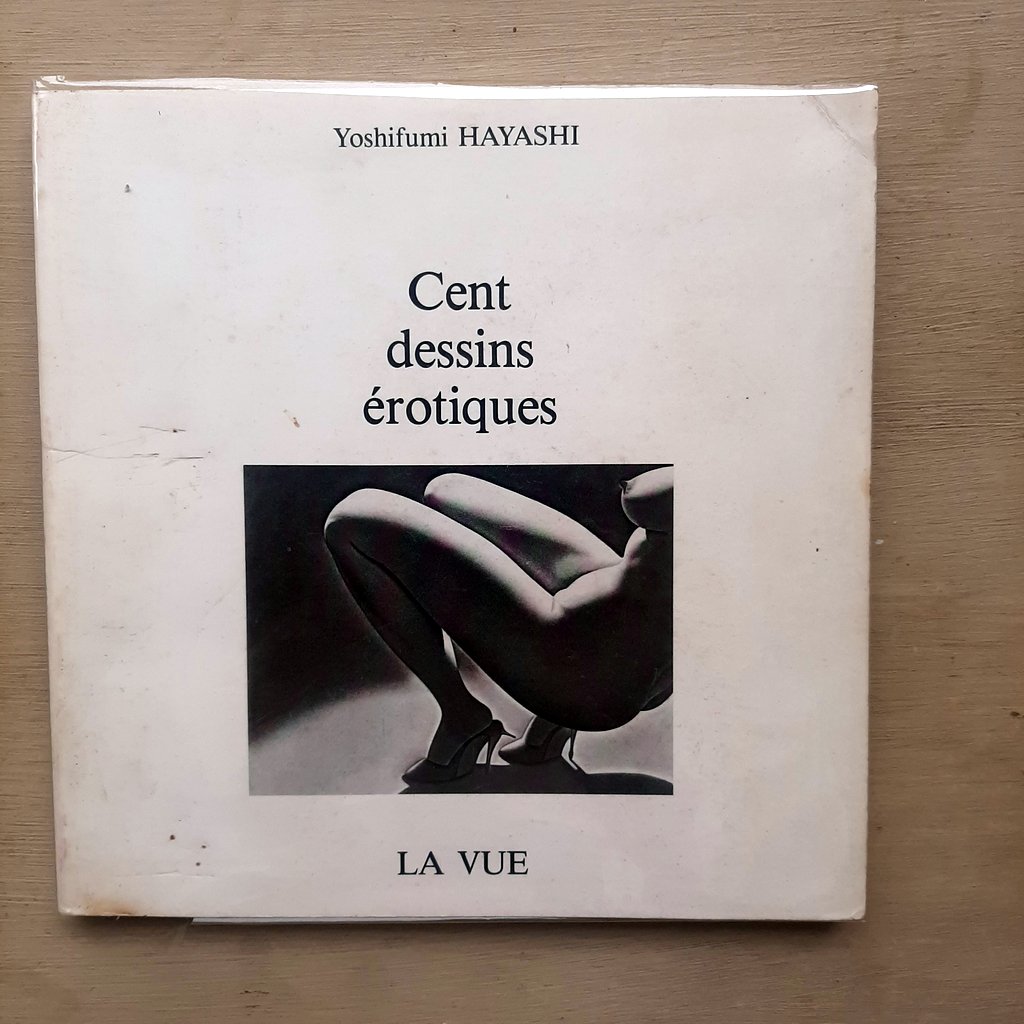 Yoshifumi HAYASHI
Cent
dessins
érotiques
LA VUE